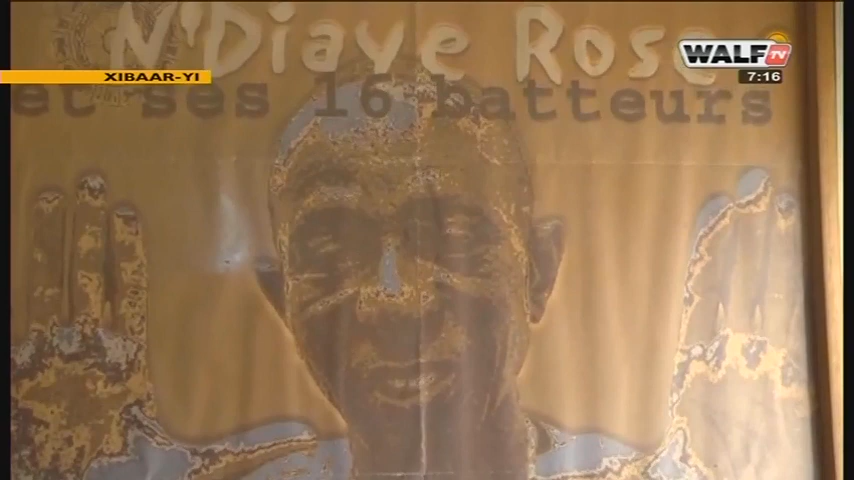 N'Diaye Rose
WALF TV
XIBAAR-YI
7:16
et ses 16 batteurs